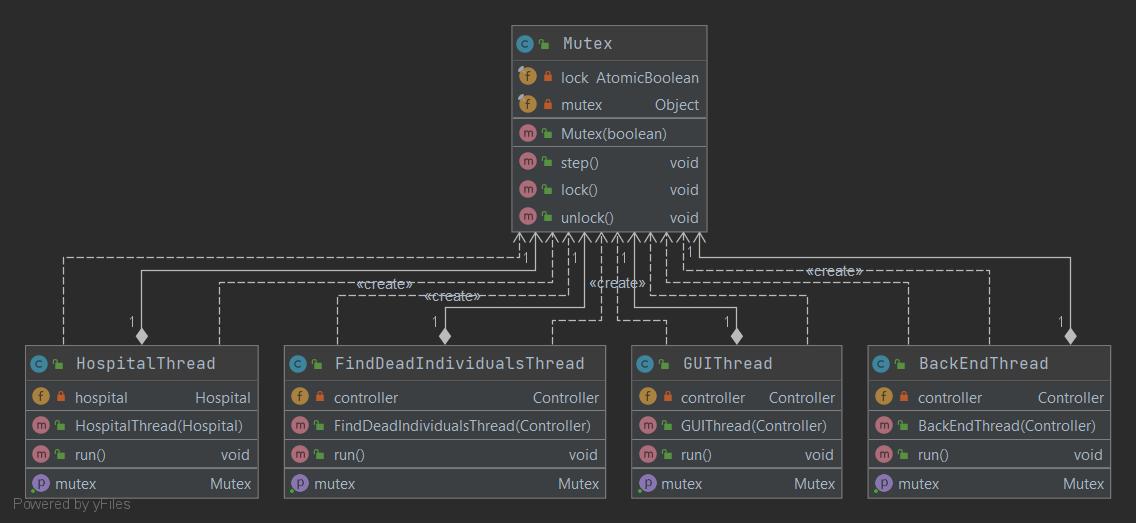 Mutex
lock AtomicBoolean
mutex Object
Mutex(boolean)
step() void
lock() void
unlock() void
1 1 1 1
«create»
«create»
«create»
«create»
1 1 1 1
HospitalThread
hospital Hospital
HospitalThread(Hospital)
run() void
mutex Mutex
FindDeadIndividualsThread
controller Controller
FindDeadIndividualsThread(Controller)
run() void
mutex Mutex
GUIThread
controller Controller
GUIThread(Controller)
run() void
mutex Mutex
BackEndThread
controller Controller
BackEndThread(Controller)
run() void
mutex Mutex
Powered by yFiles